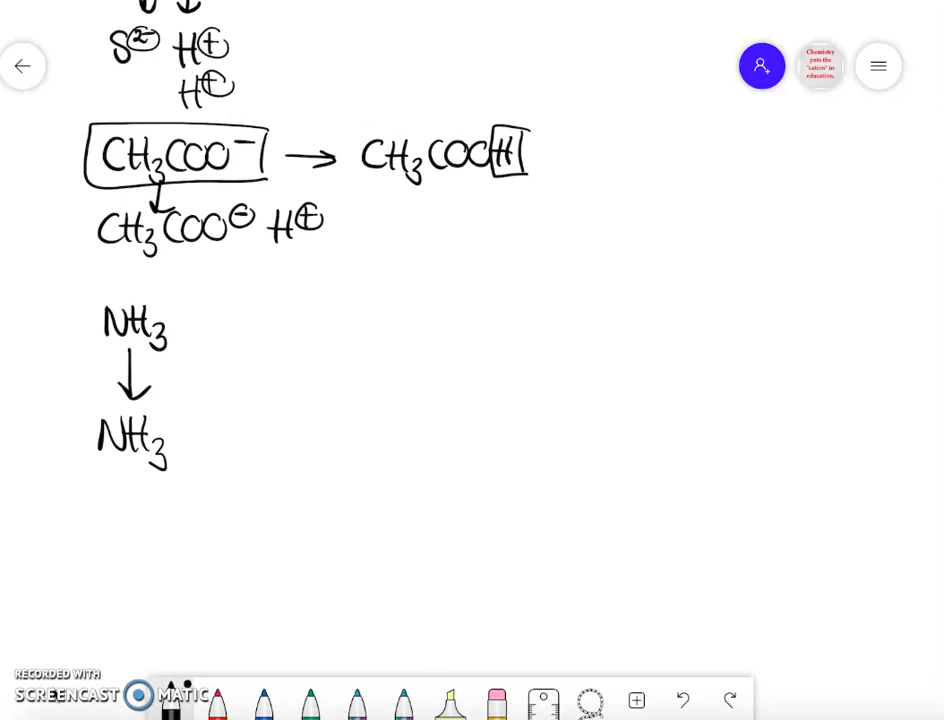 S²⁻ H⁺
H⁺
CH₃COO⁻ → CH₃COOH
CH₃COO⁻ H⁺
NH₃
↓
NH₃
Chemistry
puts the
"cation" in
education.
RECORDED WITH
SCREENCAST MATIC